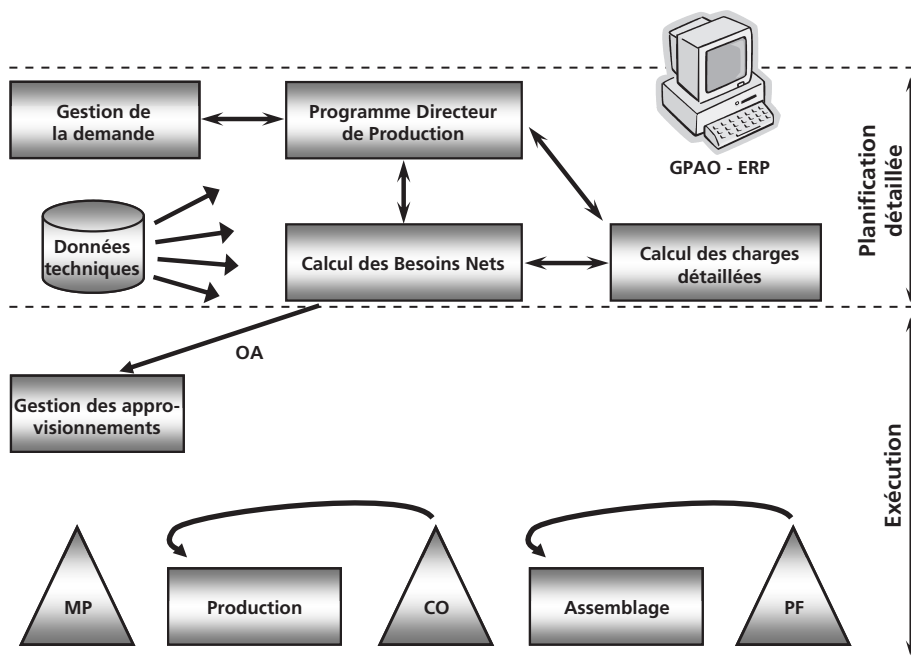 Gestion de
la demande
Programme Directeur
de Production
GPAO - ERP
Planification
détaillée
Données
techniques
Calcul des Besoins Nets
Calcul des charges
détaillées
OA
Gestion des appro-
visionnements
Exécution
MP
Production
CO
Assemblage
PF